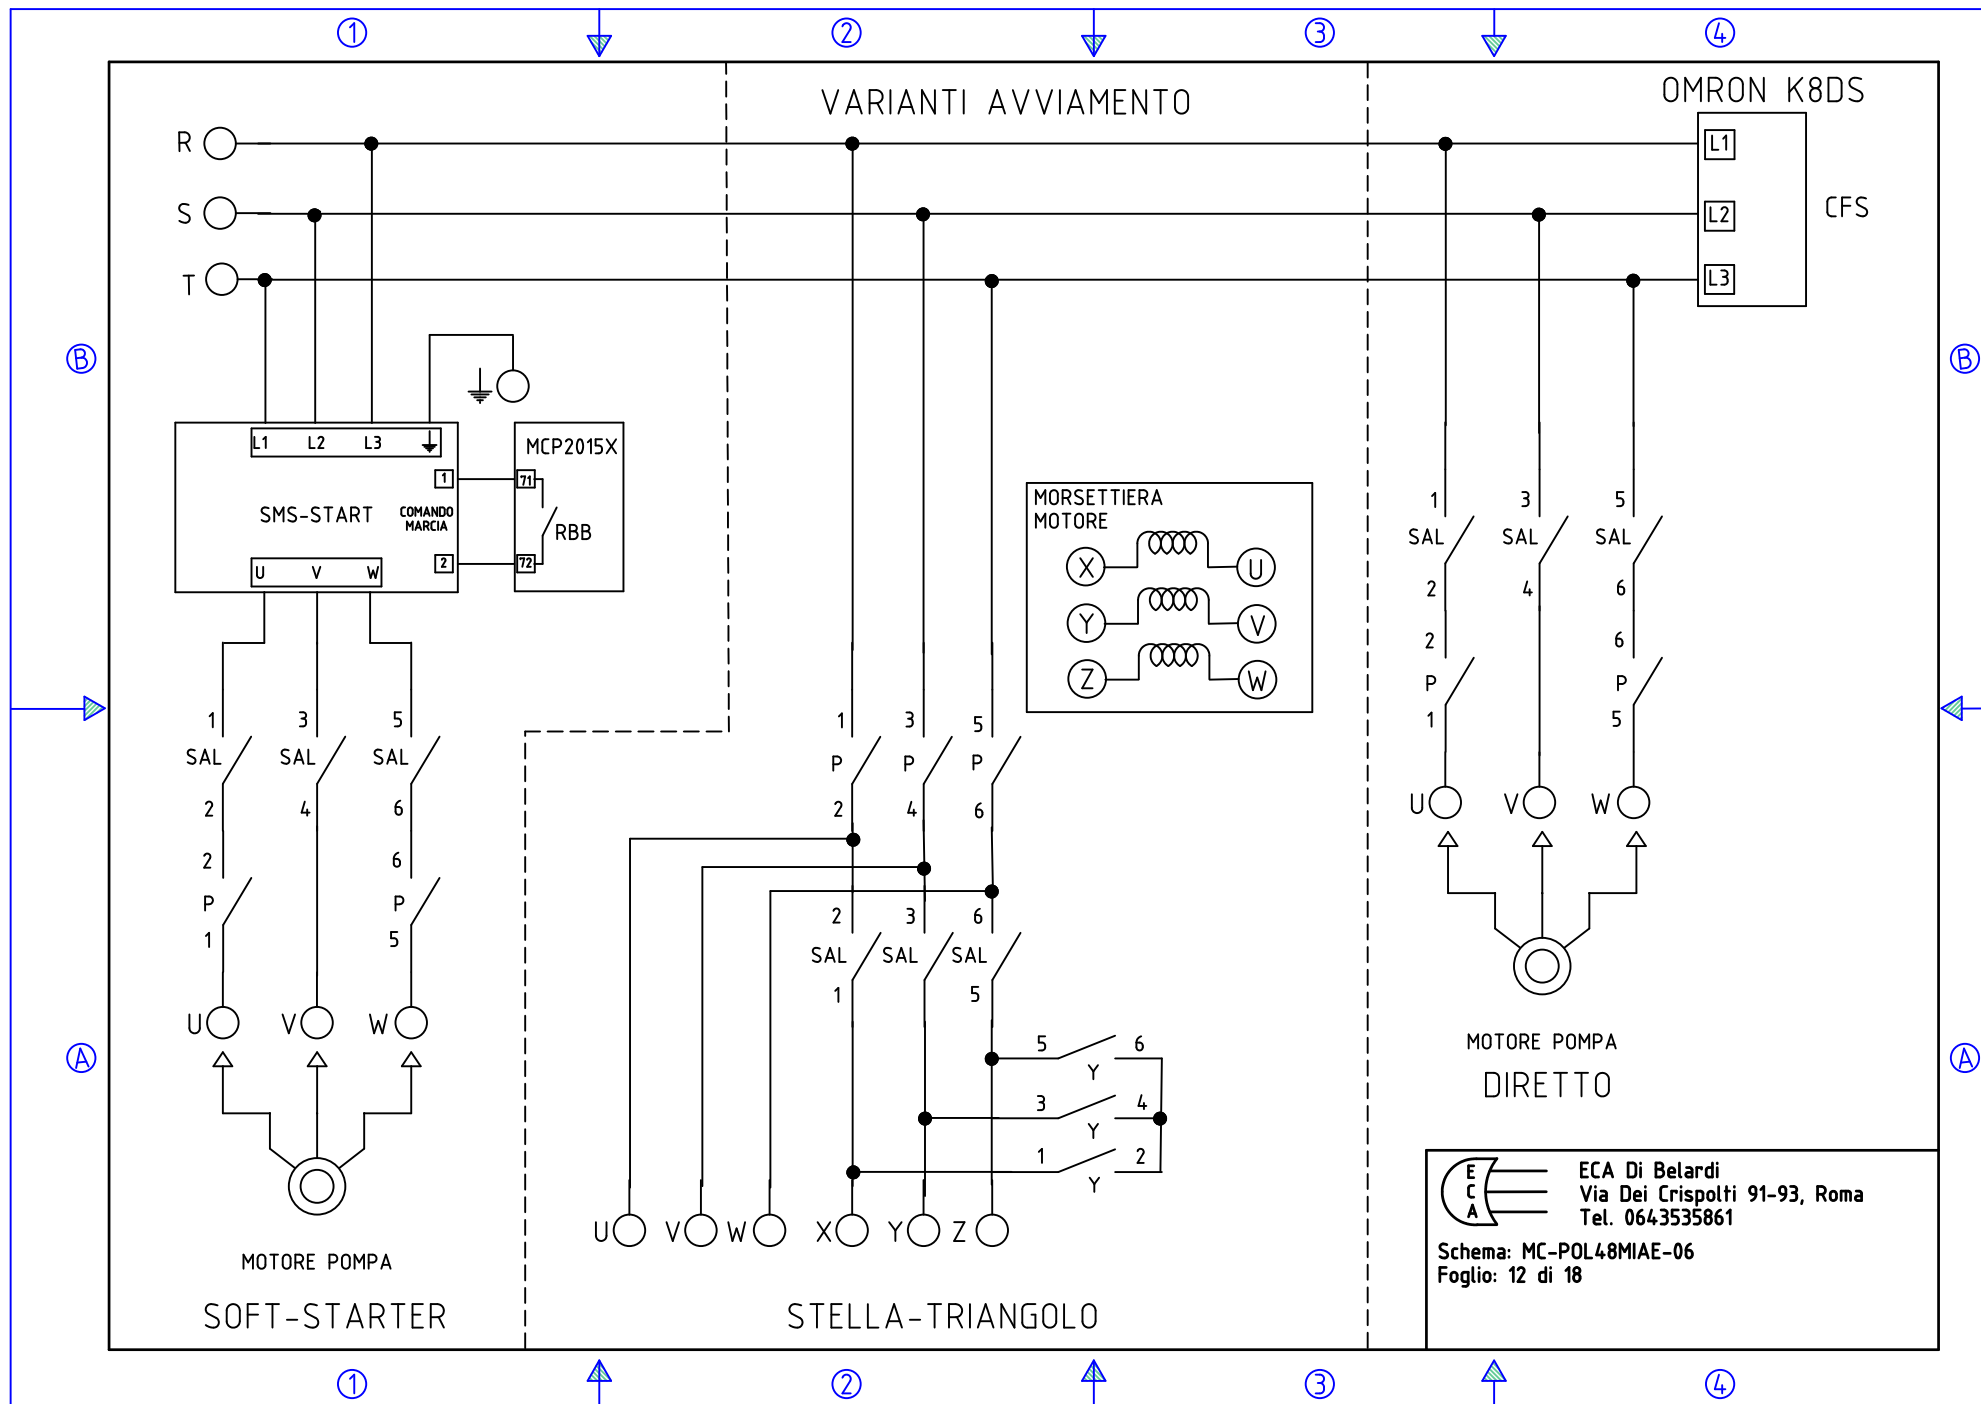 1 2 3 4
VARIANTI AVVIAMENTO
OMRON K8DS
R
L1
S
L2
CFS
T
L3
B B
L1 L2 L3
MCP2015X
1 71
SMS-START
COMANDO
MARCIA
RBB
2 72
U V W
MORSETTIERA
MOTORE
X U
Y V
Z W
1 3 5
SAL SAL SAL
2 4 6
2 6
P P
1 5
U V W
MOTORE POMPA
DIRETTO
1 3 5
SAL SAL SAL
2 4 6
2 6
P P
1 5
U V W
MOTORE POMPA
SOFT-STARTER
1 3 5
P P P
2 4 6
2 3 6
SAL SAL SAL
1 5
5 6
Y
3 4
Y
1 2
Y
U V W X Y Z
STELLA-TRIANGOLO
A A
E
C
A
ECA Di Belardi
Via Dei Crispolti 91-93, Roma
Tel. 0643535861
Schema: MC-POL48MIAE-06
Foglio: 12 di 18
1 2 3 4